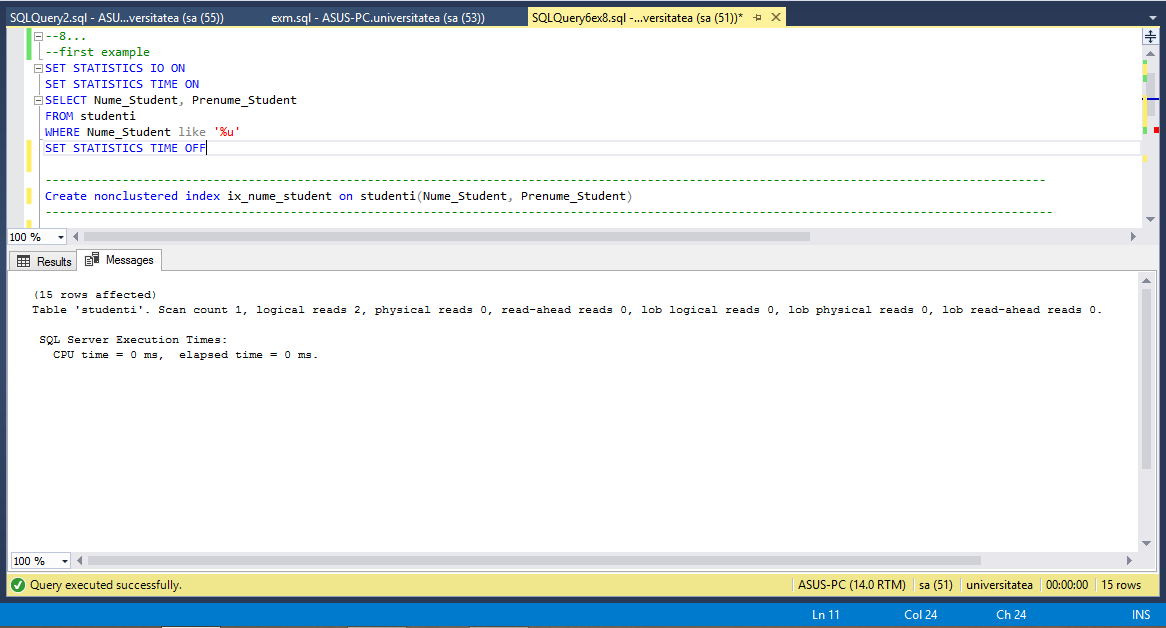 SQLQuery2.sql - ASU...versitatea (sa (55)) exm.sql - ASUS-PC.universitatea (sa (53)) SQLQuery6ex8.sql -...versitatea (sa (51))*
--8...
--first example
SET STATISTICS IO ON
SET STATISTICS TIME ON
SELECT Nume_Student, Prenume_Student
FROM studenti
WHERE Nume_Student like '%u'
SET STATISTICS TIME OFF
Create nonclustered index ix_nume_student on studenti(Nume_Student, Prenume_Student)
100 %
Results Messages
(15 rows affected)
Table 'studenti'. Scan count 1, logical reads 2, physical reads 0, read-ahead reads 0, lob logical reads 0, lob physical reads 0, lob read-ahead reads 0.
SQL Server Execution Times:
CPU time = 0 ms, elapsed time = 0 ms.
100 %
Query executed successfully. ASUS-PC (14.0 RTM) sa (51) universitatea 00:00:00 15 rows
Ln 11 Col 24 Ch 24 INS